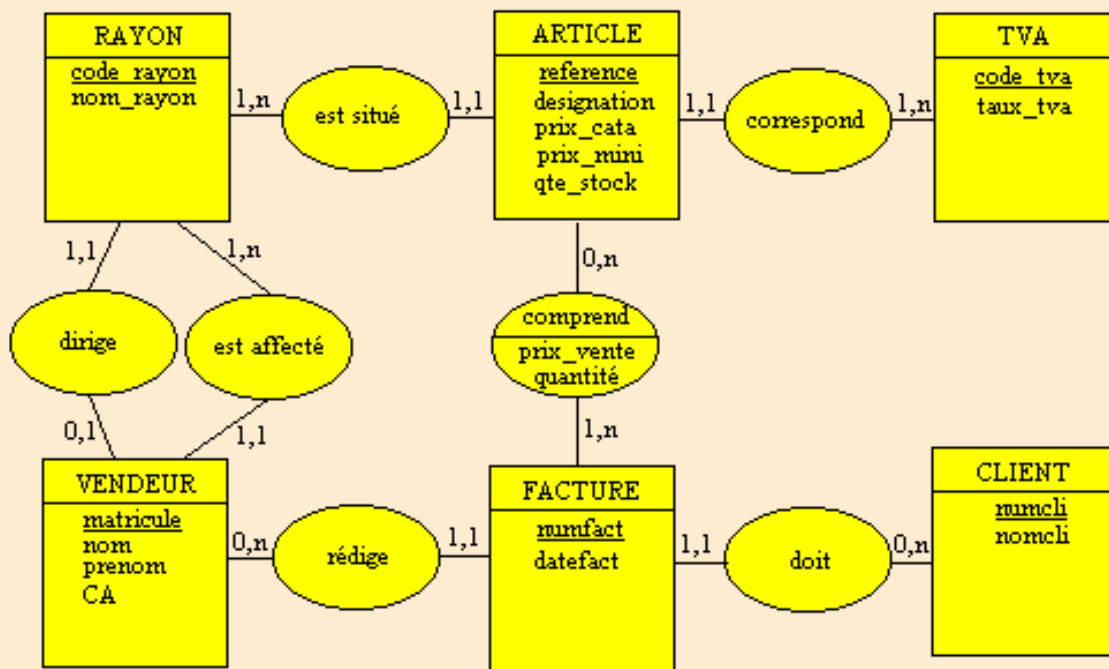 RAYON
code_rayon
nom_rayon
1,n
est situé
1,1
ARTICLE
reference
designation
prix_cata
prix_mini
qte_stock
1,1
correspond
1,n
TVA
code_tva
taux_tva
1,1
1,n
0,n
dirige
est affecté
comprend
prix_vente
quantité
0,1
1,1
1,n
VENDEUR
matricule
nom
prenom
CA
0,n
rédige
1,1
FACTURE
numfact
datefact
1,1
doit
0,n
CLIENT
numcli
nomcli